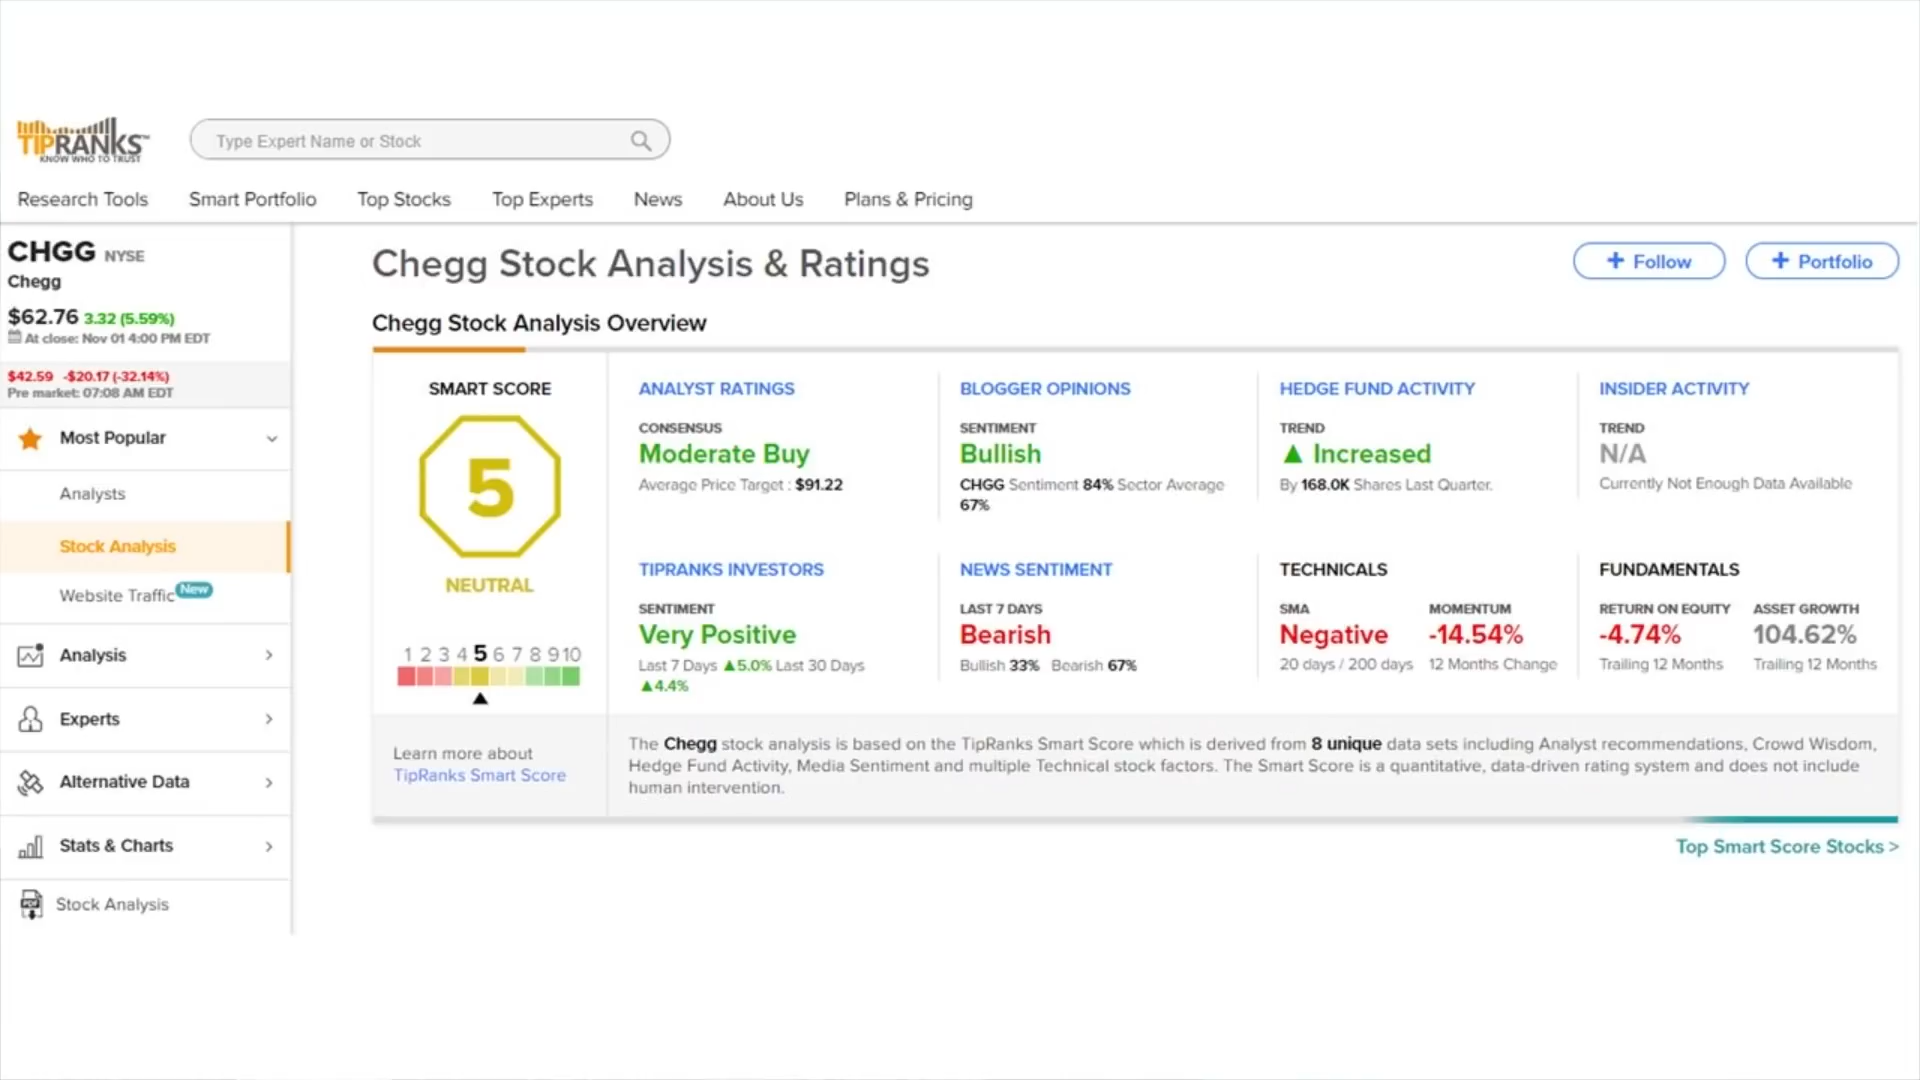 TIPRANKS™
KNOW WHO TO TRUST
Type Expert Name or Stock
Research Tools Smart Portfolio Top Stocks Top Experts News About Us Plans & Pricing
CHGG NYSE
Chegg
$62.76 3.32 (5.59%)
At close: Nov 01 4:00 PM EDT
$42.59 -$20.17 (-32.14%)
Pre market: 07:08 AM EDT
Most Popular
Analysts
Stock Analysis
Website Traffic New
Analysis
Experts
Alternative Data
Stats & Charts
PDF Stock Analysis
Chegg Stock Analysis & Ratings
+ Follow + Portfolio
Chegg Stock Analysis Overview
SMART SCORE
5
NEUTRAL
1 2 3 4 5 6 7 8 9 10
Learn more about
TipRanks Smart Score
ANALYST RATINGS
CONSENSUS
Moderate Buy
Average Price Target : $91.22
BLOGGER OPINIONS
SENTIMENT
Bullish
CHGG Sentiment 84% Sector Average
67%
HEDGE FUND ACTIVITY
TREND
▲ Increased
By 168.0K Shares Last Quarter.
INSIDER ACTIVITY
TREND
N/A
Currently Not Enough Data Available
TIPRANKS INVESTORS
SENTIMENT
Very Positive
Last 7 Days ▲5.0% Last 30 Days
▲4.4%
NEWS SENTIMENT
LAST 7 DAYS
Bearish
Bullish 33% Bearish 67%
TECHNICALS
SMA MOMENTUM
Negative -14.54%
20 days / 200 days 12 Months Change
FUNDAMENTALS
RETURN ON EQUITY ASSET GROWTH
-4.74% 104.62%
Trailing 12 Months Trailing 12 Months
The Chegg stock analysis is based on the TipRanks Smart Score which is derived from 8 unique data sets including Analyst recommendations, Crowd Wisdom,
Hedge Fund Activity, Media Sentiment and multiple Technical stock factors. The Smart Score is a quantitative, data-driven rating system and does not include
human intervention.
Top Smart Score Stocks >